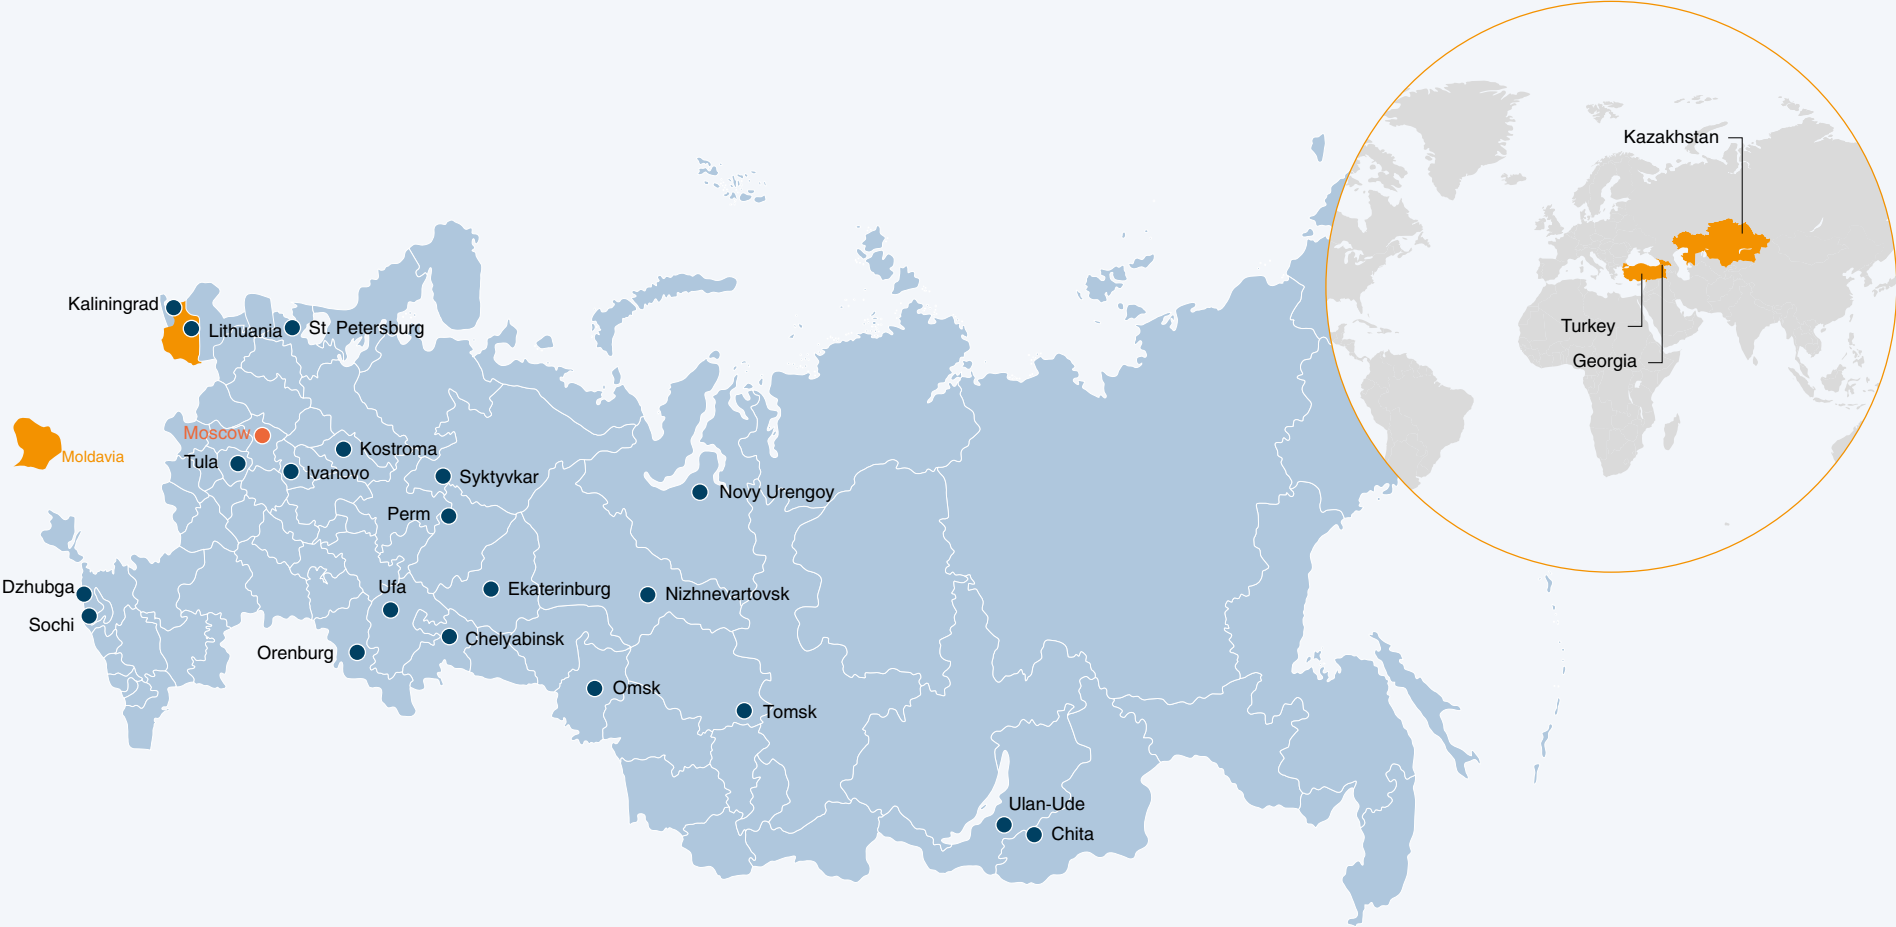 Kazakhstan
Kaliningrad
Lithuania
St. Petersburg
Turkey
Georgia
Moscow
Kostroma
Moldavia
Tula
Ivanovo
Syktyvkar
Novy Urengoy
Perm
Dzhubga
Ufa
Ekaterinburg
Nizhnevartovsk
Sochi
Chelyabinsk
Orenburg
Omsk
Tomsk
Ulan-Ude
Chita